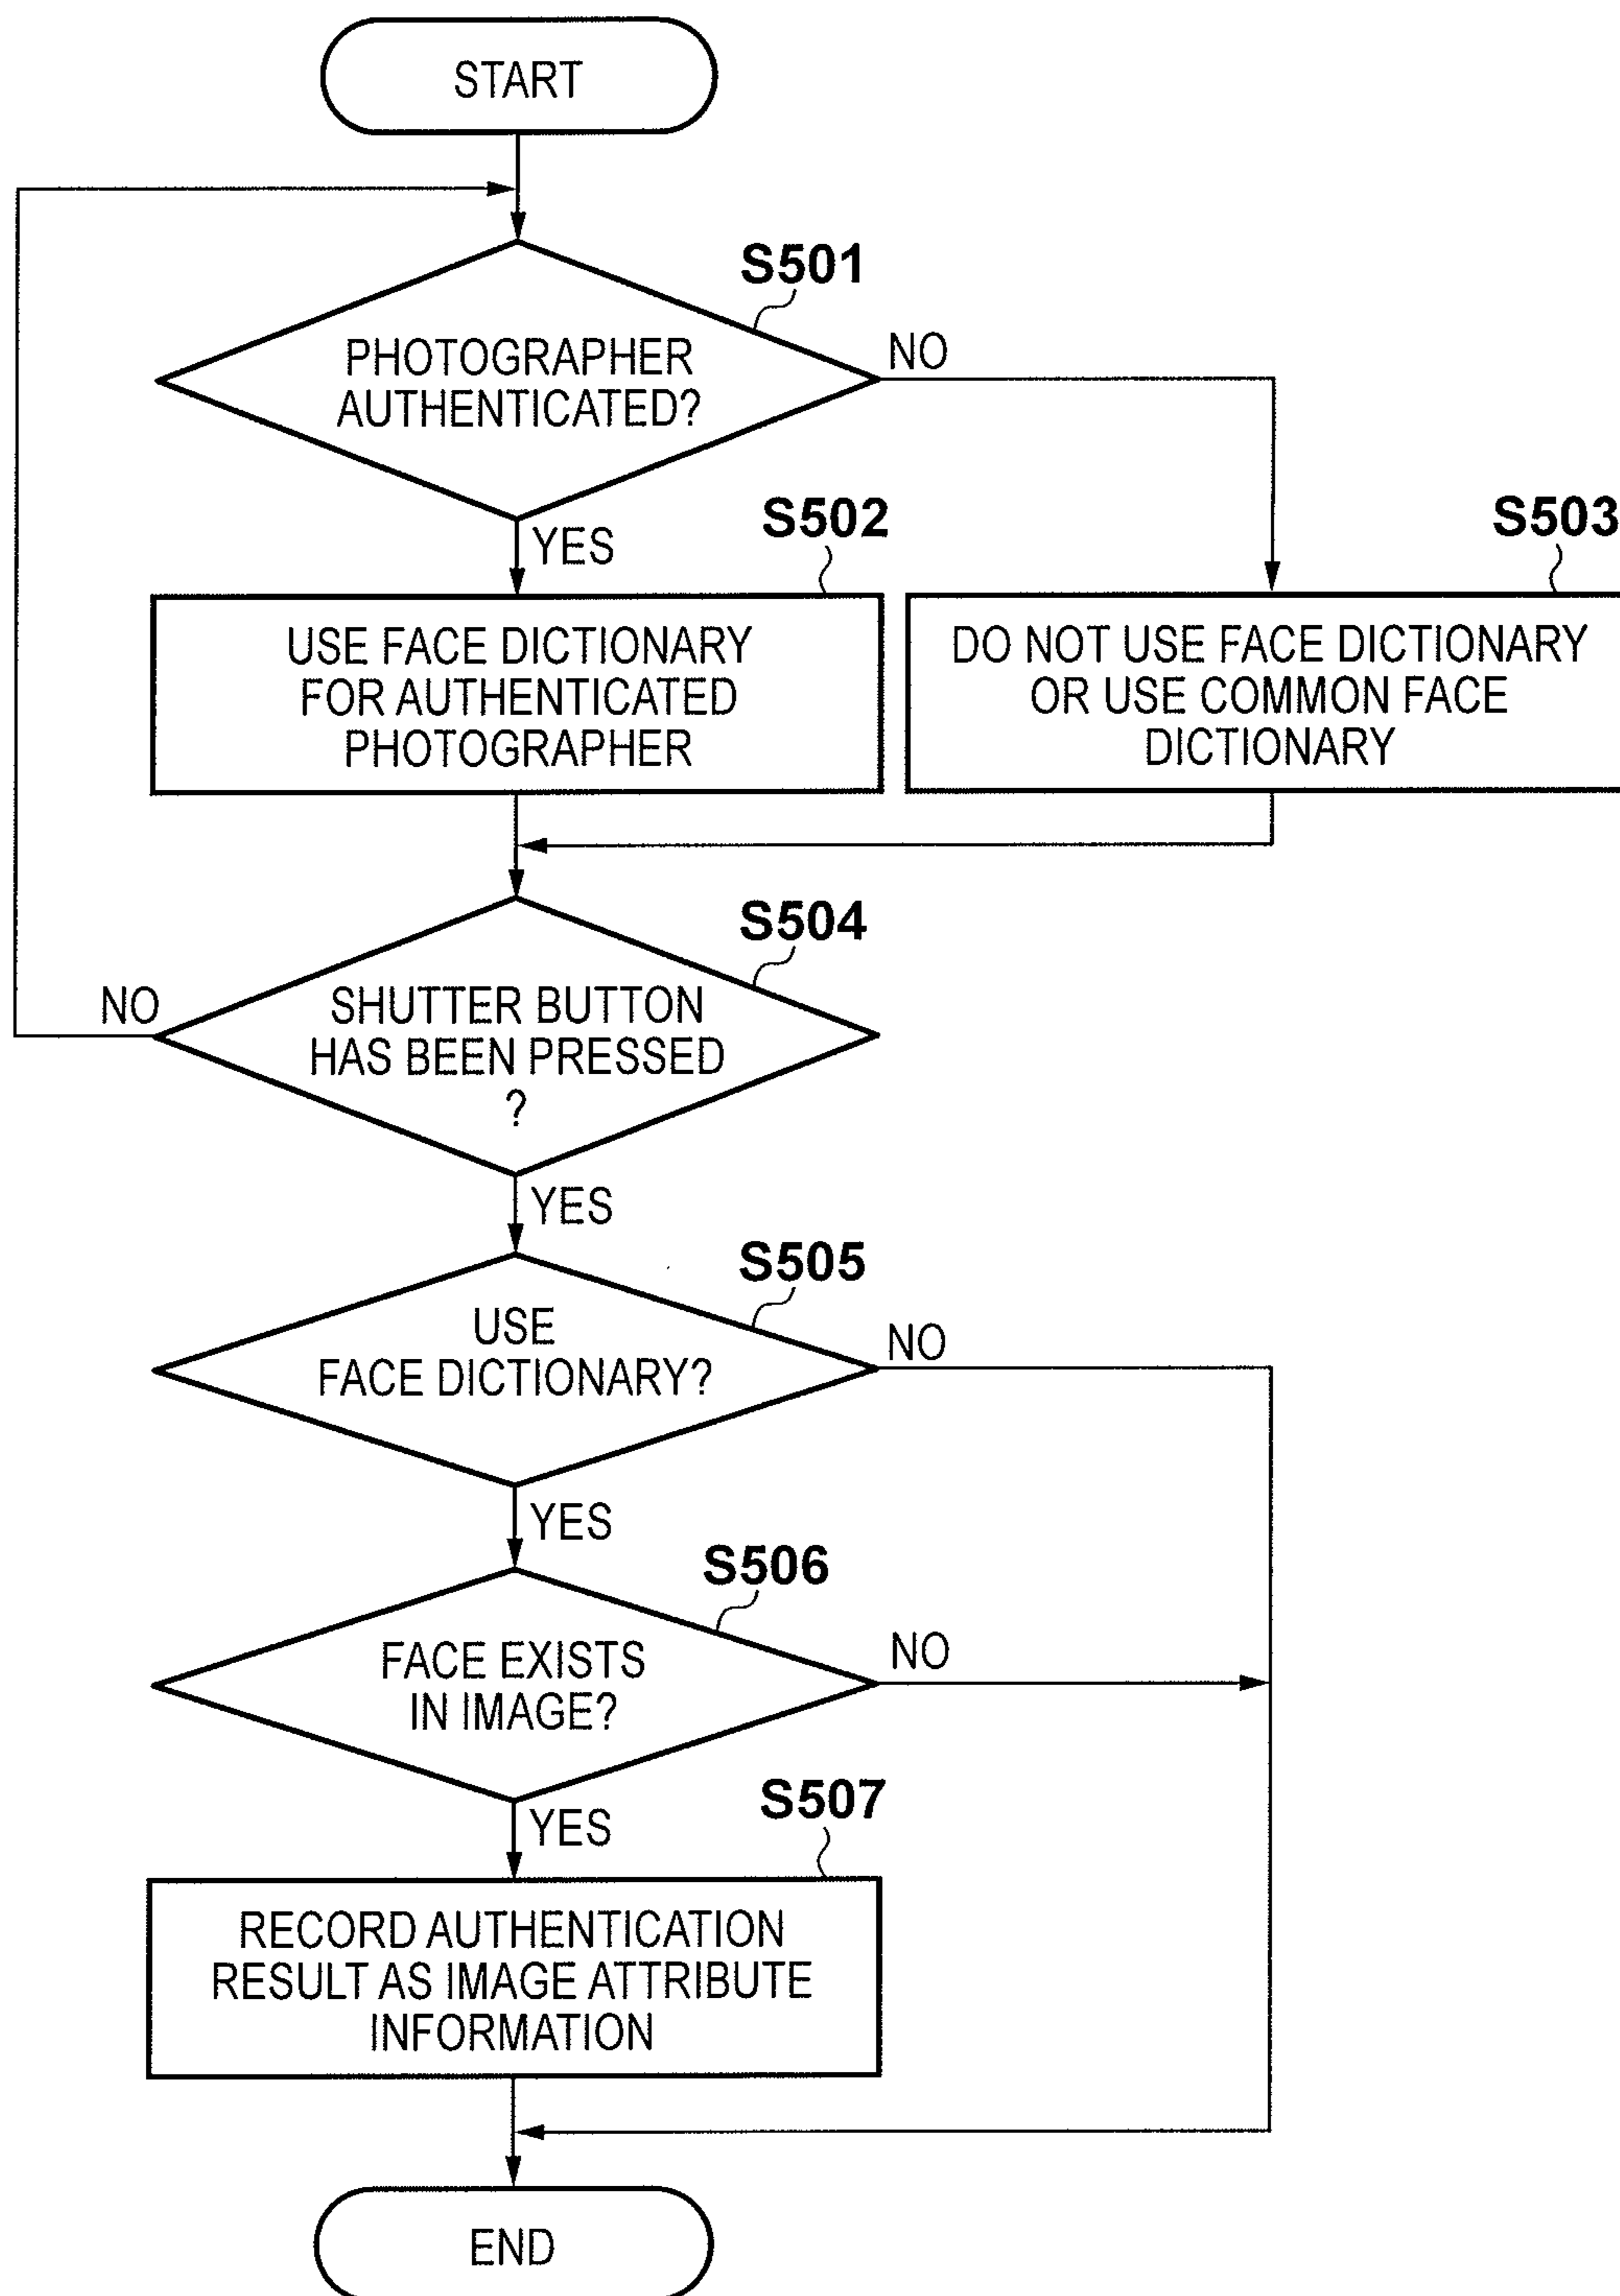 START
S501
PHOTOGRAPHER
AUTHENTICATED?
NO
YES
S502
S503
USE FACE DICTIONARY
FOR AUTHENTICATED
PHOTOGRAPHER
DO NOT USE FACE DICTIONARY
OR USE COMMON FACE
DICTIONARY
S504
NO
SHUTTER BUTTON
HAS BEEN PRESSED
?
YES
S505
USE
FACE DICTIONARY?
NO
YES
S506
FACE EXISTS
IN IMAGE?
NO
YES
S507
RECORD AUTHENTICATION
RESULT AS IMAGE ATTRIBUTE
INFORMATION
END